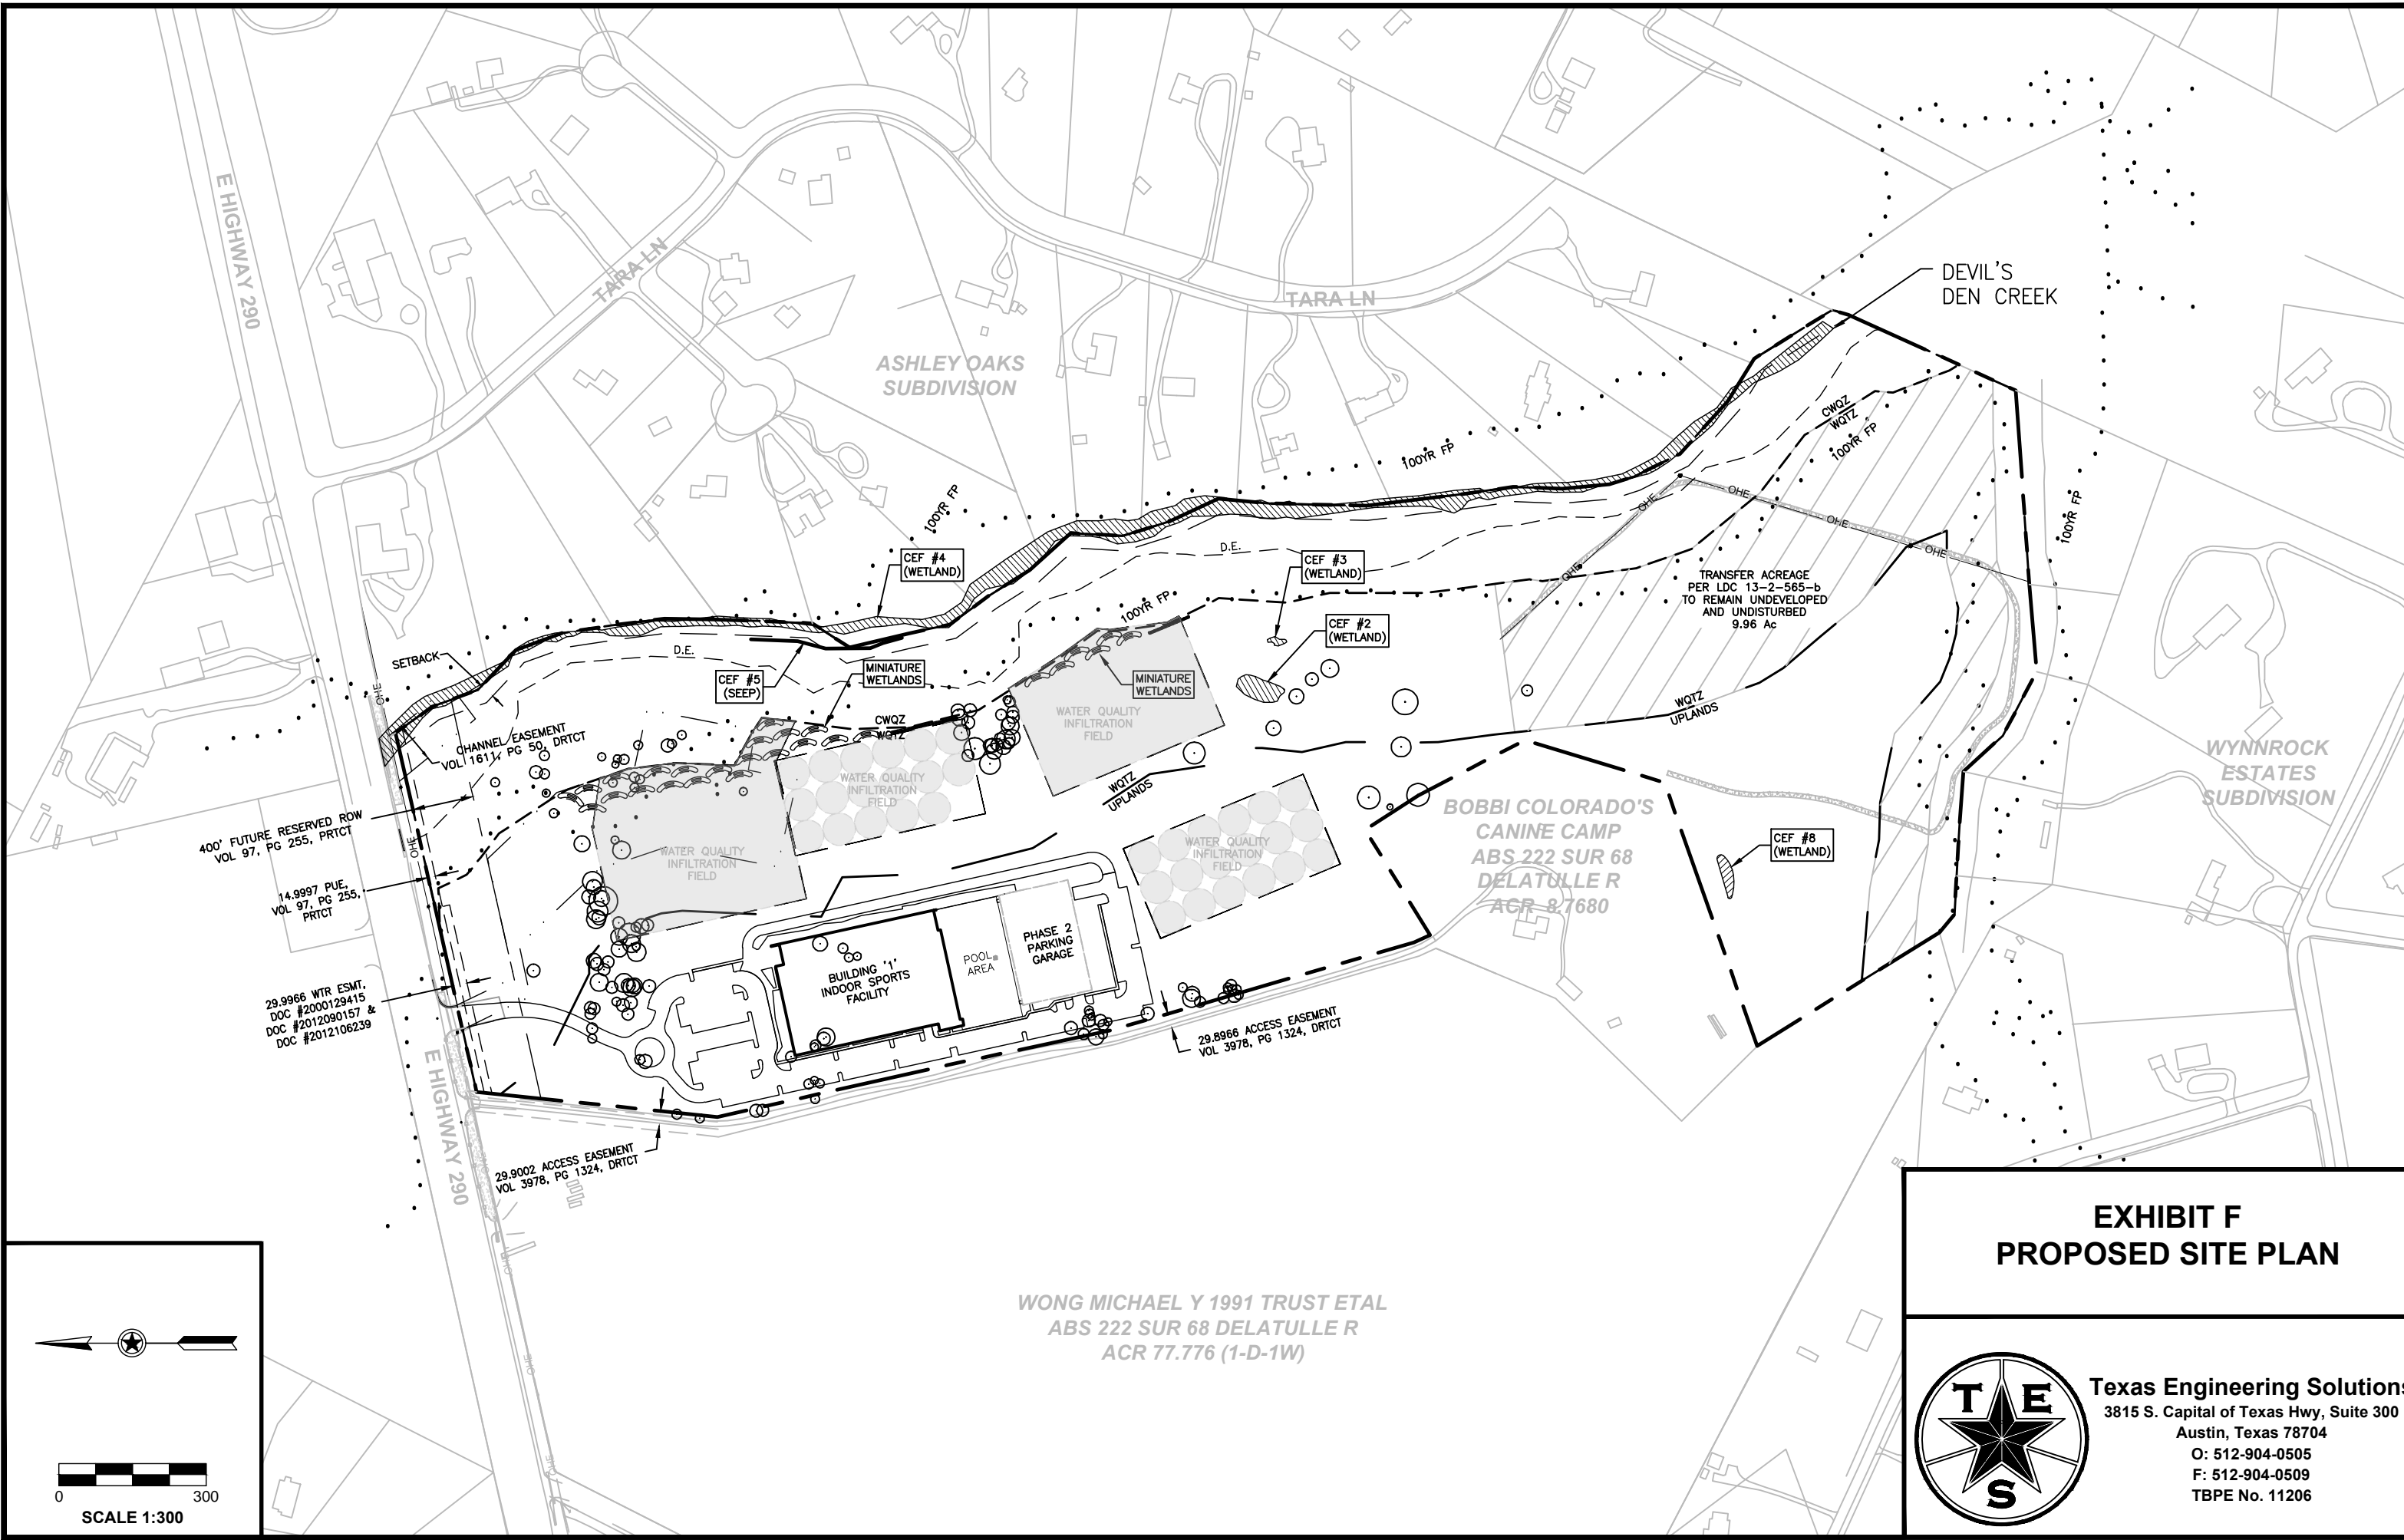 E HIGHWAY 290
TARA LN
TARA LN
DEVIL'S
DEN CREEK
ASHLEY OAKS
SUBDIVISION
CWQZ
WQTZ
100YR FP
100YR FP
100YR FP
100YR FP
OHE
OHE
OHE
OHE
OHE
CEF #4
(WETLAND)
D.E.
CEF #3
(WETLAND)
TRANSFER ACREAGE
PER LDC 13-2-565-b
TO REMAIN UNDEVELOPED
AND UNDISTURBED
9.96 Ac
100YR FP
CEF #2
(WETLAND)
SETBACK
D.E.
CEF #5
(SEEP)
MINIATURE
WETLANDS
MINIATURE
WETLANDS
OHE
WATER QUALITY
INFILTRATION
FIELD
CWQZ
WQTZ
WQTZ
UPLANDS
CHANNEL EASEMENT
VOL 1611, PG 50, DRTCT
WATER QUALITY
INFILTRATION
FIELD
WQTZ
UPLANDS
WYNNROCK
ESTATES
SUBDIVISION
BOBBI COLORADO'S
CANINE CAMP
ABS 222 SUR 68
DELATULLE R
ACR 8.7680
400' FUTURE RESERVED ROW
VOL 97, PG 255, PRTCT
OHE
WATER QUALITY
INFILTRATION
FIELD
WATER QUALITY
INFILTRATION
FIELD
CEF #8
(WETLAND)
14.9997 PUE,
VOL 97, PG 255,
PRTCT
BUILDING '1'
INDOOR SPORTS
FACILITY
POOL
AREA
PHASE 2
PARKING
GARAGE
29.9966 WTR ESMT,
DOC #2000129415
DOC #2012090157 &
DOC #2012106239
29.8966 ACCESS EASEMENT
VOL 3978, PG 1324, DRTCT
E HIGHWAY 290
29.9002 ACCESS EASEMENT
VOL 3978, PG 1324, DRTCT
WONG MICHAEL Y 1991 TRUST ETAL
ABS 222 SUR 68 DELATULLE R
ACR 77.776 (1-D-1W)
0 300
SCALE 1:300
EXHIBIT F
PROPOSED SITE PLAN
T E S
Texas Engineering Solutions
3815 S. Capital of Texas Hwy, Suite 300
Austin, Texas 78704
O: 512-904-0505
F: 512-904-0509
TBPE No. 11206